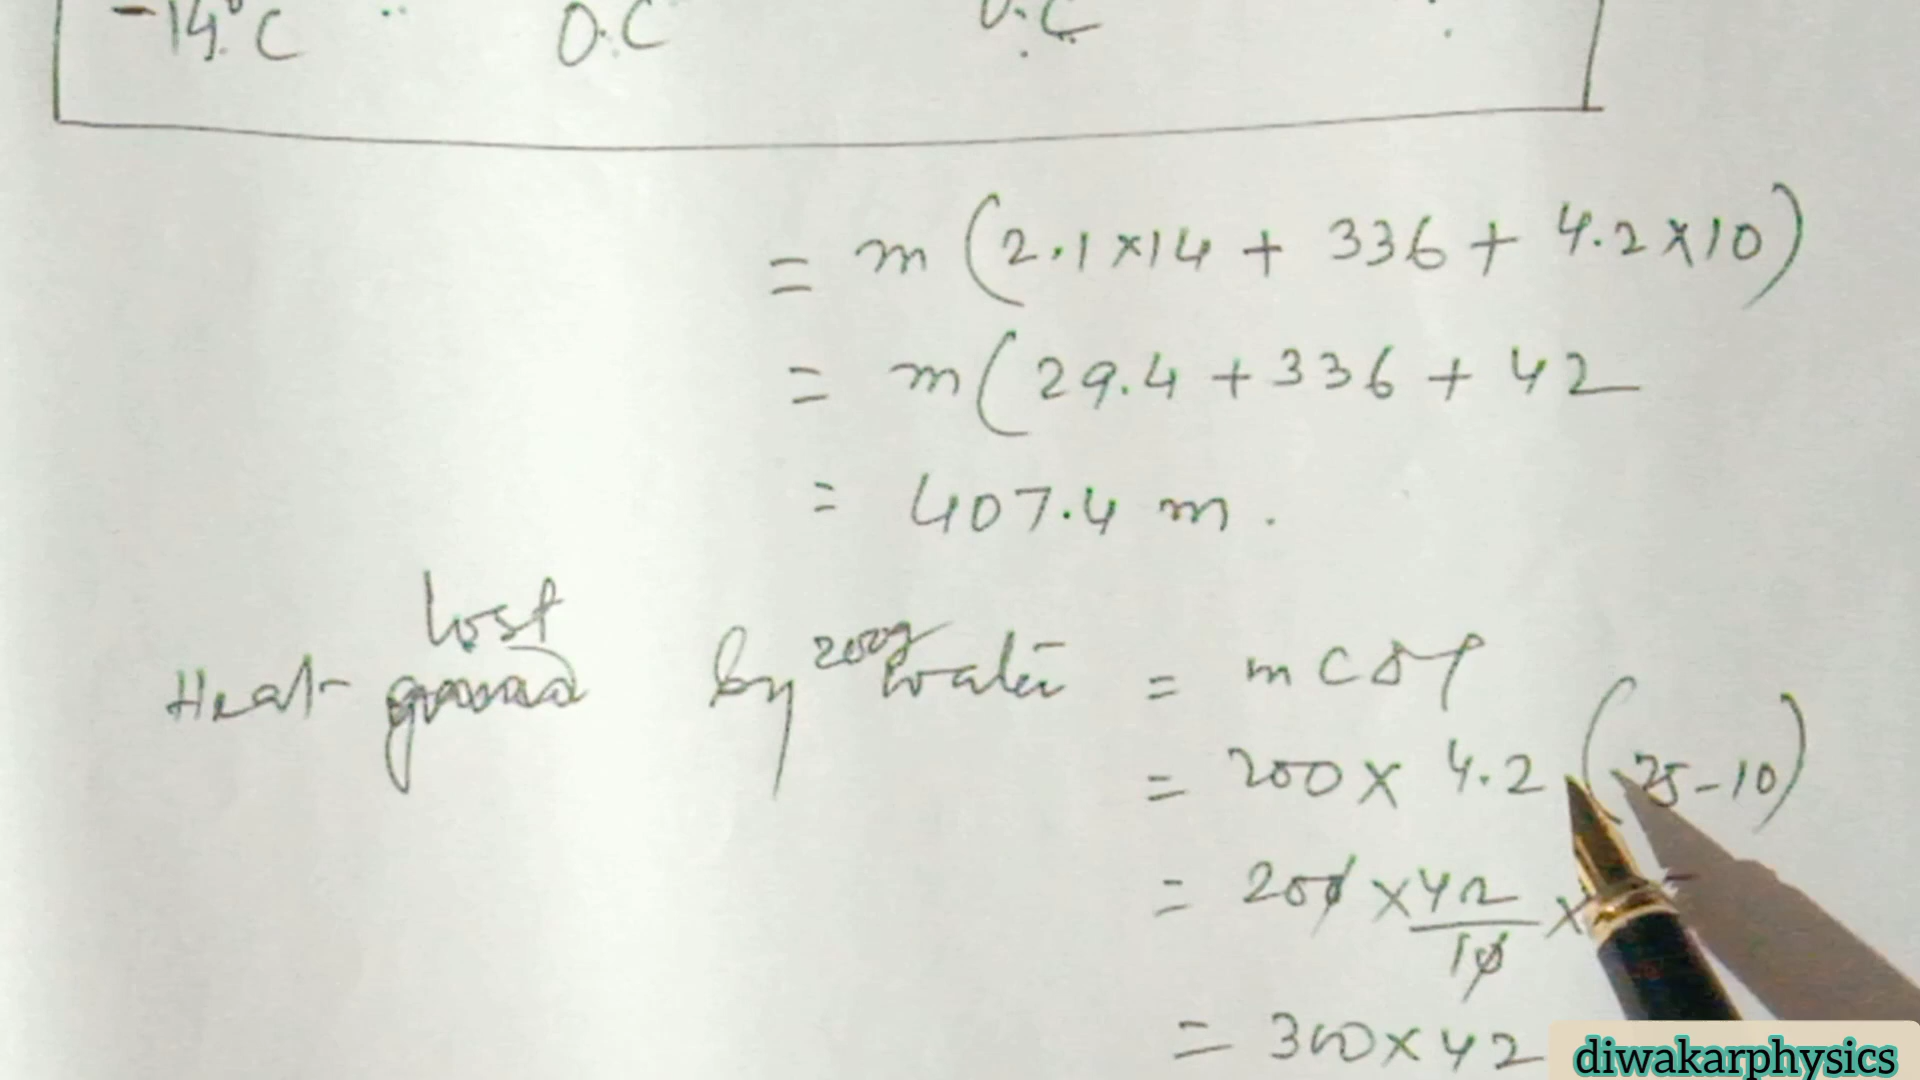 -14°C 0°C 0°C
= m (2.1×14 + 336 + 4.2×10)
= m (29.4 + 336 + 42
= 407.4 m.
lost
Heat gained by 200g water = mcΔT
= 200 × 4.2 (25-10)
= 200 × 42/10 ×
= 300×42
diwakarphysics